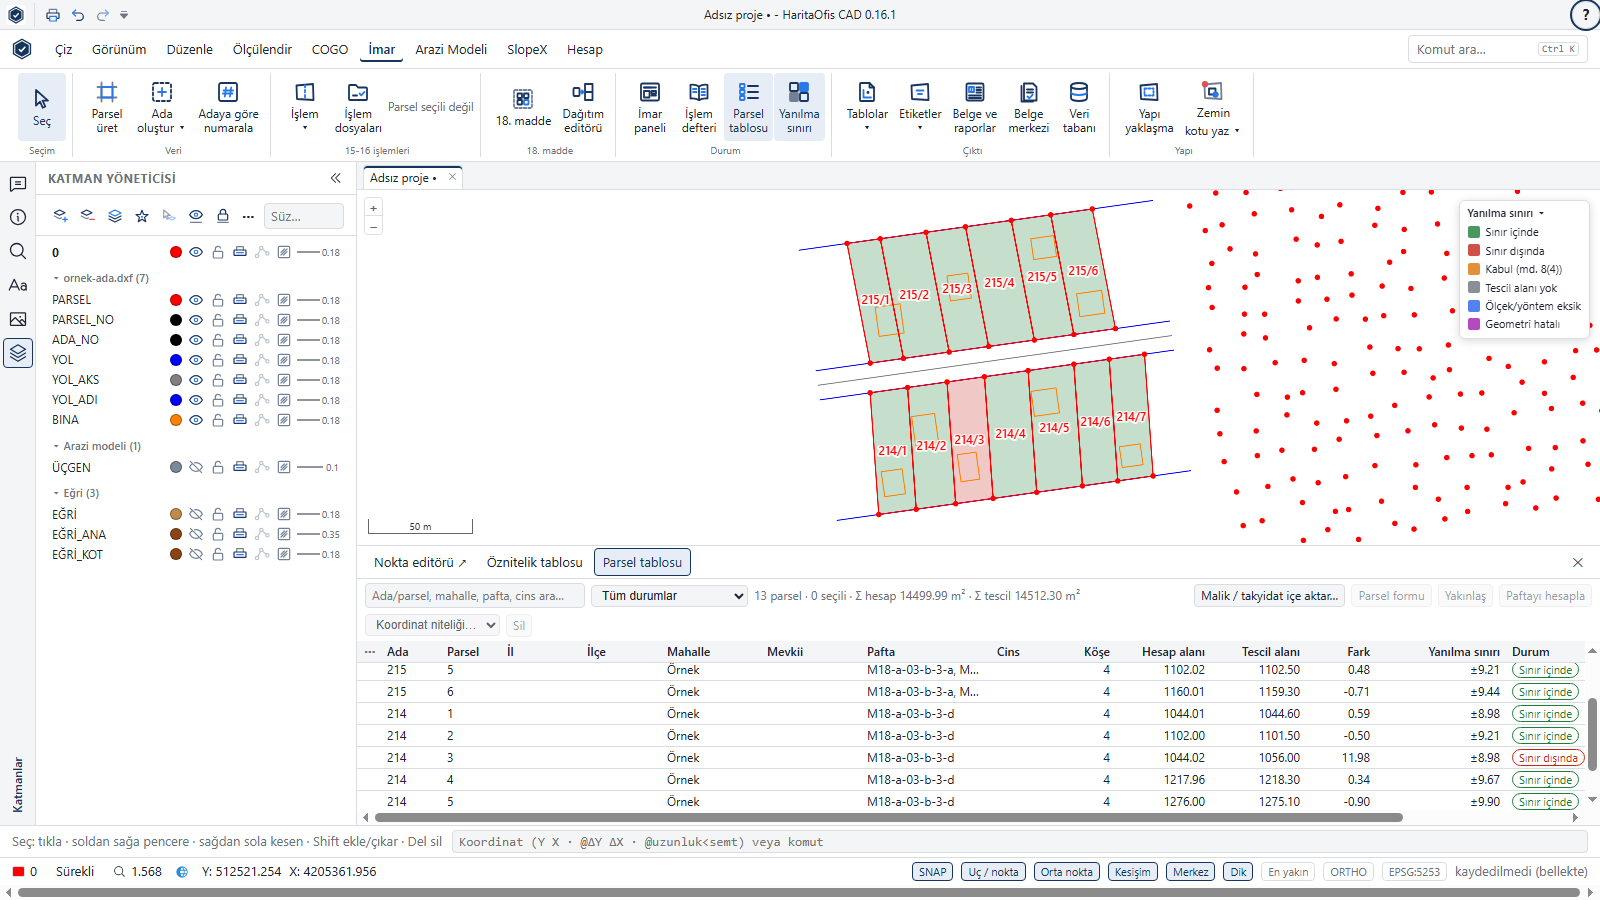 Adsız proje • - HaritaOfis CAD 0.16.1
?
Çiz Görünüm Düzenle Ölçülendir COGO İmar Arazi Modeli SlopeX Hesap
Komut ara... Ctrl K
Seç
Seçim
Parsel üret
Ada oluştur
Adaya göre numarala
Veri
İşlem
İşlem dosyaları
Parsel seçili değil
15-16 işlemleri
18. madde
Dağıtım editörü
18. madde
İmar paneli
İşlem defteri
Parsel tablosu
Yanılma sınırı
Durum
Tablolar
Etiketler
Belge ve raporlar
Belge merkezi
Veri tabanı
Çıktı
Yapı yaklaşma
Zemin kotu yaz
Yapı
KATMAN YÖNETİCİSİ
Süz...
0 0.18
ornek-ada.dxf (7)
PARSEL 0.18
PARSEL_NO 0.18
ADA_NO 0.18
YOL 0.18
YOL_AKS 0.18
YOL_ADI 0.18
BINA 0.18
Arazi modeli (1)
ÜÇGEN 0.1
Eğri (3)
EĞRİ 0.18
EĞRİ_ANA 0.35
EĞRİ_KOT 0.18
Aa
Katmanlar
Adsız proje •
+
−
215/1 215/2 215/3 215/4 215/5 215/6
214/1 214/2 214/3 214/4 214/5 214/6 214/7
50 m
Yanılma sınırı
Sınır içinde
Sınır dışında
Kabul (md. 8(4))
Tescil alanı yok
Ölçek/yöntem eksik
Geometri hatalı
Nokta editörü ↗ Öznitelik tablosu Parsel tablosu
Ada/parsel, mahalle, pafta, cins ara... Tüm durumlar 13 parsel · 0 seçili · Σ hesap 14499.99 m² · Σ tescil 14512.30 m² Malik / takyidat içe aktar... Parsel formu Yakınlaş Paftayı hesapla
Koordinat niteliği... Sil
Ada Parsel İl İlçe Mahalle Mevkii Pafta Cins Köşe Hesap alanı Tescil alanı Fark Yanılma sınırı Durum
215 5 Örnek M18-a-03-b-3-a, M... 4 1102.02 1102.50 0.48 ±9.21 Sınır içinde
215 6 Örnek M18-a-03-b-3-a, M... 4 1160.01 1159.30 -0.71 ±9.44 Sınır içinde
214 1 Örnek M18-a-03-b-3-d 4 1044.01 1044.60 0.59 ±8.98 Sınır içinde
214 2 Örnek M18-a-03-b-3-d 4 1102.00 1101.50 -0.50 ±9.21 Sınır içinde
214 3 Örnek M18-a-03-b-3-d 4 1044.02 1056.00 11.98 ±8.98 Sınır dışında
214 4 Örnek M18-a-03-b-3-d 4 1217.96 1218.30 0.34 ±9.67 Sınır içinde
214 5 Örnek M18-a-03-b-3-d 4 1276.00 1275.10 -0.90 ±9.90 Sınır içinde
Seç: tıkla · soldan sağa pencere · sağdan sola kesen · Shift ekle/çıkar · Del sil
Koordinat (Y X · @ΔY ΔX · @uzunluk<semt) veya komut
0 Sürekli 1.568 Y: 512521.254 X: 4205361.956 SNAP Uç / nokta Orta nokta Kesişim Merkez Dik En yakın ORTHO EPSG:5253 kaydedilmedi (bellekte)